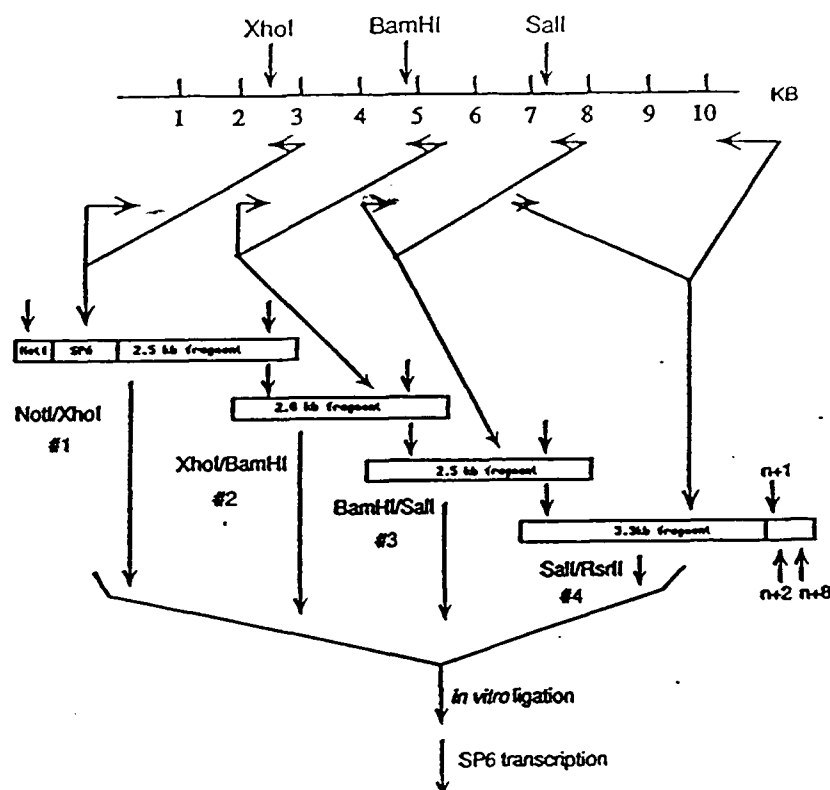 XhoI BamHI SalI
1 2 3 4 5 6 7 8 9 10 KB
NotI SP6 2.5 kb fragment
NotI/XhoI
#1
2.4 kb fragment
XhoI/BamHI
#2
2.5 kb fragment
BamHI/SalI
#3
n+1
3.3kb fragment
SalI/RsrII
#4
n+2 n+8
in vitro ligation
SP6 transcription